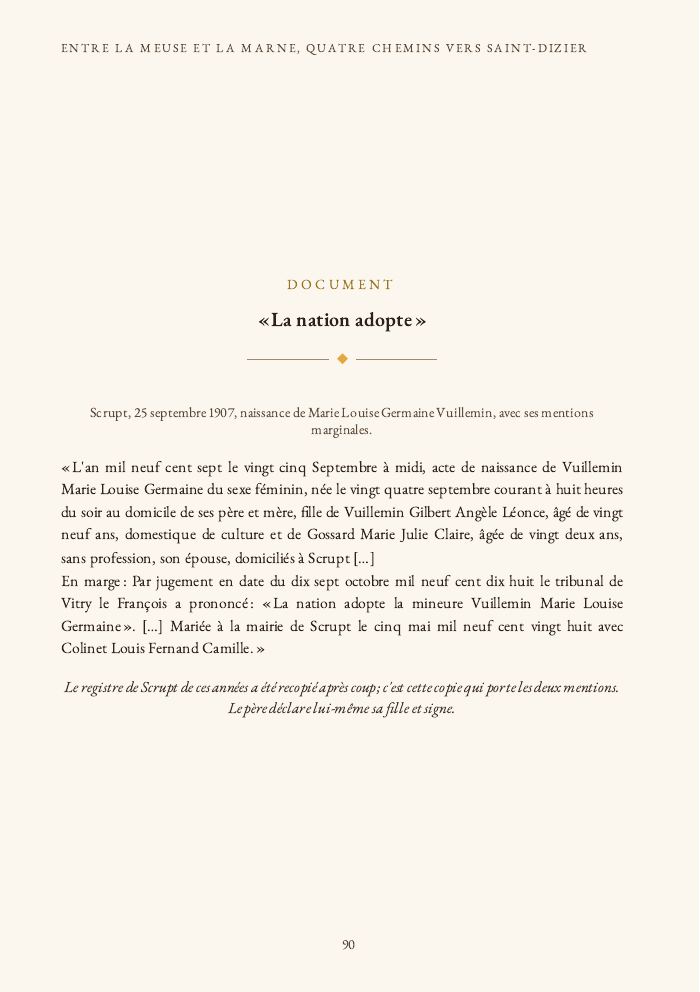 ENTRE LA MEUSE ET LA MARNE, QUATRE CHEMINS VERS SAINT-DIZIER
DOCUMENT
« La nation adopte »
Scrupt, 25 septembre 1907, naissance de Marie Louise Germaine Vuillemin, avec ses mentions
marginales.
« L'an mil neuf cent sept le vingt cinq Septembre à midi, acte de naissance de Vuillemin
Marie Louise Germaine du sexe féminin, née le vingt quatre septembre courant à huit heures
du soir au domicile de ses père et mère, fille de Vuillemin Gilbert Angèle Léonce, âgé de vingt
neuf ans, domestique de culture et de Gossard Marie Julie Claire, âgée de vingt deux ans,
sans profession, son épouse, domiciliés à Scrupt [...]
En marge : Par jugement en date du dix sept octobre mil neuf cent dix huit le tribunal de
Vitry le François a prononcé : « La nation adopte la mineure Vuillemin Marie Louise
Germaine ». [...] Mariée à la mairie de Scrupt le cinq mai mil neuf cent vingt huit avec
Colinet Louis Fernand Camille. »
Le registre de Scrupt de ces années a été recopié après coup ; c'est cette copie qui porte les deux mentions.
Le père déclare lui-même sa fille et signe.
90